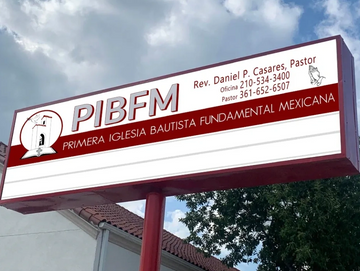 PIBFM
Rev. Daniel P. Casares, Pastor
Oficina 210-534-3400
Pastor 361-652-6507
PRIMERA IGLESIA BAUTISTA FUNDAMENTAL MEXICANA